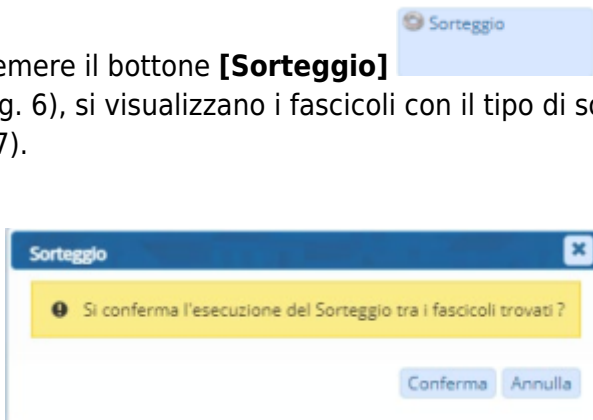 Sorteggio
emere il bottone [Sorteggio]
g. 6), si visualizzano i fascicoli con il tipo di so
7).
Sorteggio
Si conferma l'esecuzione del Sorteggio tra i fascicoli trovati ?
Conferma Annulla